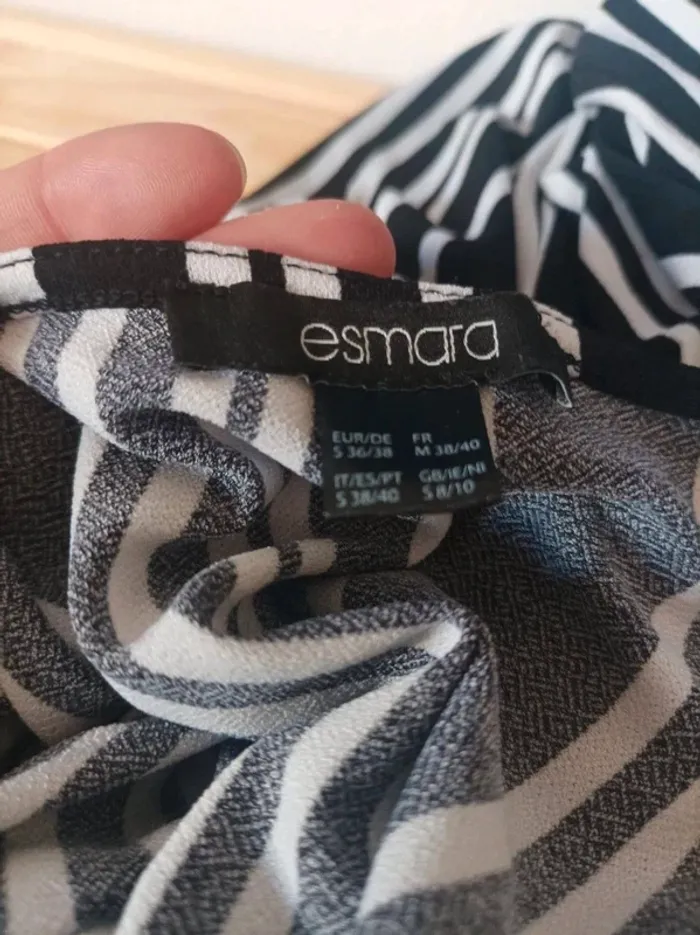 esmara
EUR/DE FR
S 36/38 M 38/40
IT/ES/PT GB/IE/NI
S 38/40 S 8/10